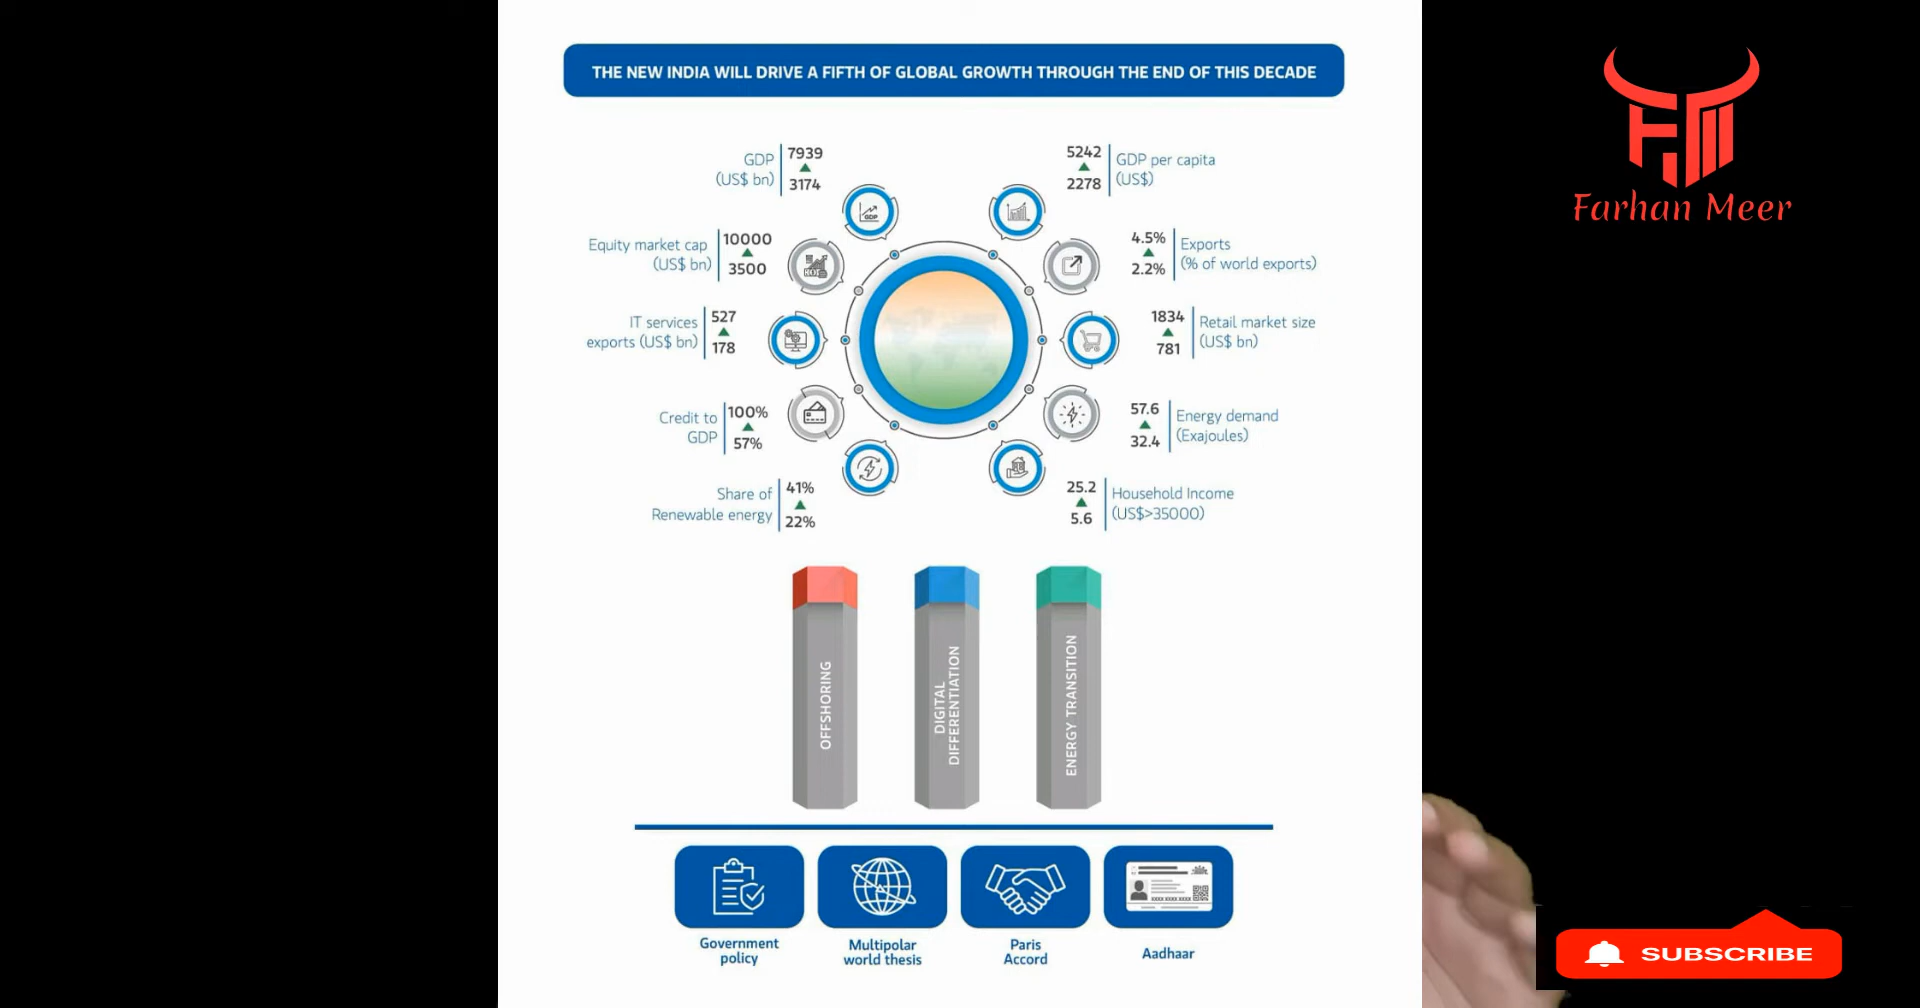 THE NEW INDIA WILL DRIVE A FIFTH OF GLOBAL GROWTH THROUGH THE END OF THIS DECADE
GDP
(US$ bn)
7939
3174
5242
2278
GDP per capita
(US$)
Equity market cap
(US$ bn)
10000
3500
4.5%
2.2%
Exports
(% of world exports)
IT services
exports (US$ bn)
527
178
1834
781
Retail market size
(US$ bn)
Credit to
GDP
100%
57%
57.6
32.4
Energy demand
(Exajoules)
Share of
Renewable energy
41%
22%
25.2
5.6
Household Income
(US$>35000)
GDP
OFFSHORING
DIGITAL
DIFFERENTIATION
ENERGY TRANSITION
XXXX XXXX XXXX
Government
policy
Multipolar
world thesis
Paris
Accord
Aadhaar
Farhan Meer
SUBSCRIBE